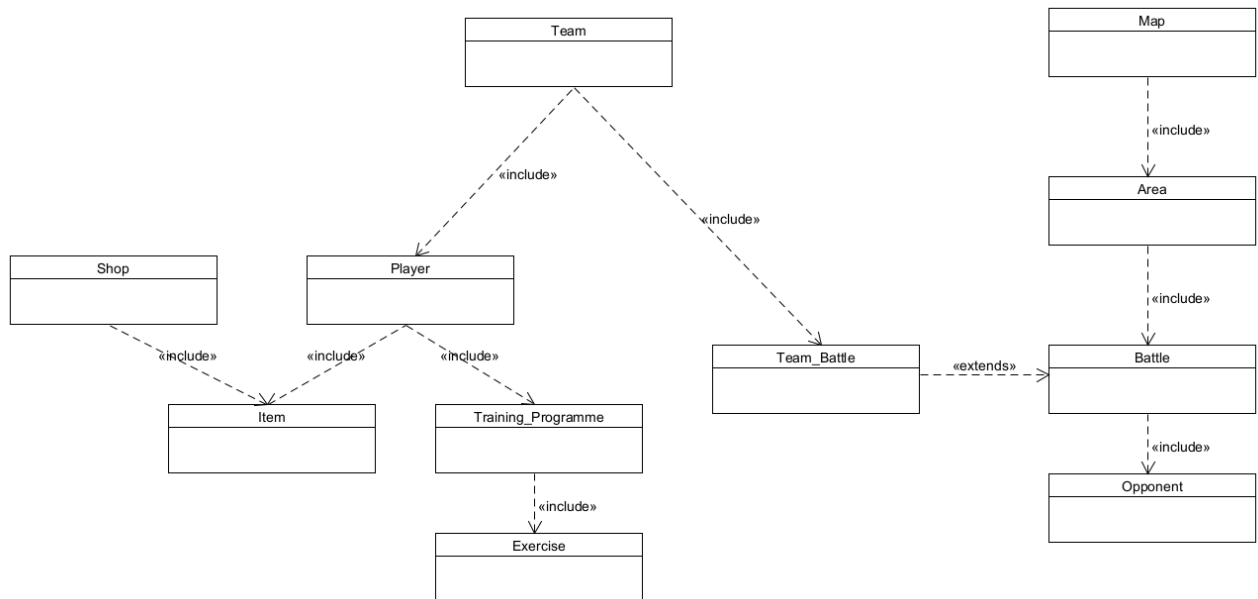 Team
Map
«include»
«include»
«include»
Area
Shop
Player
«include»
«include»
«include»
«include»
Team_Battle
«extends»
Battle
Item
Training_Programme
«include»
«include»
Opponent
Exercise